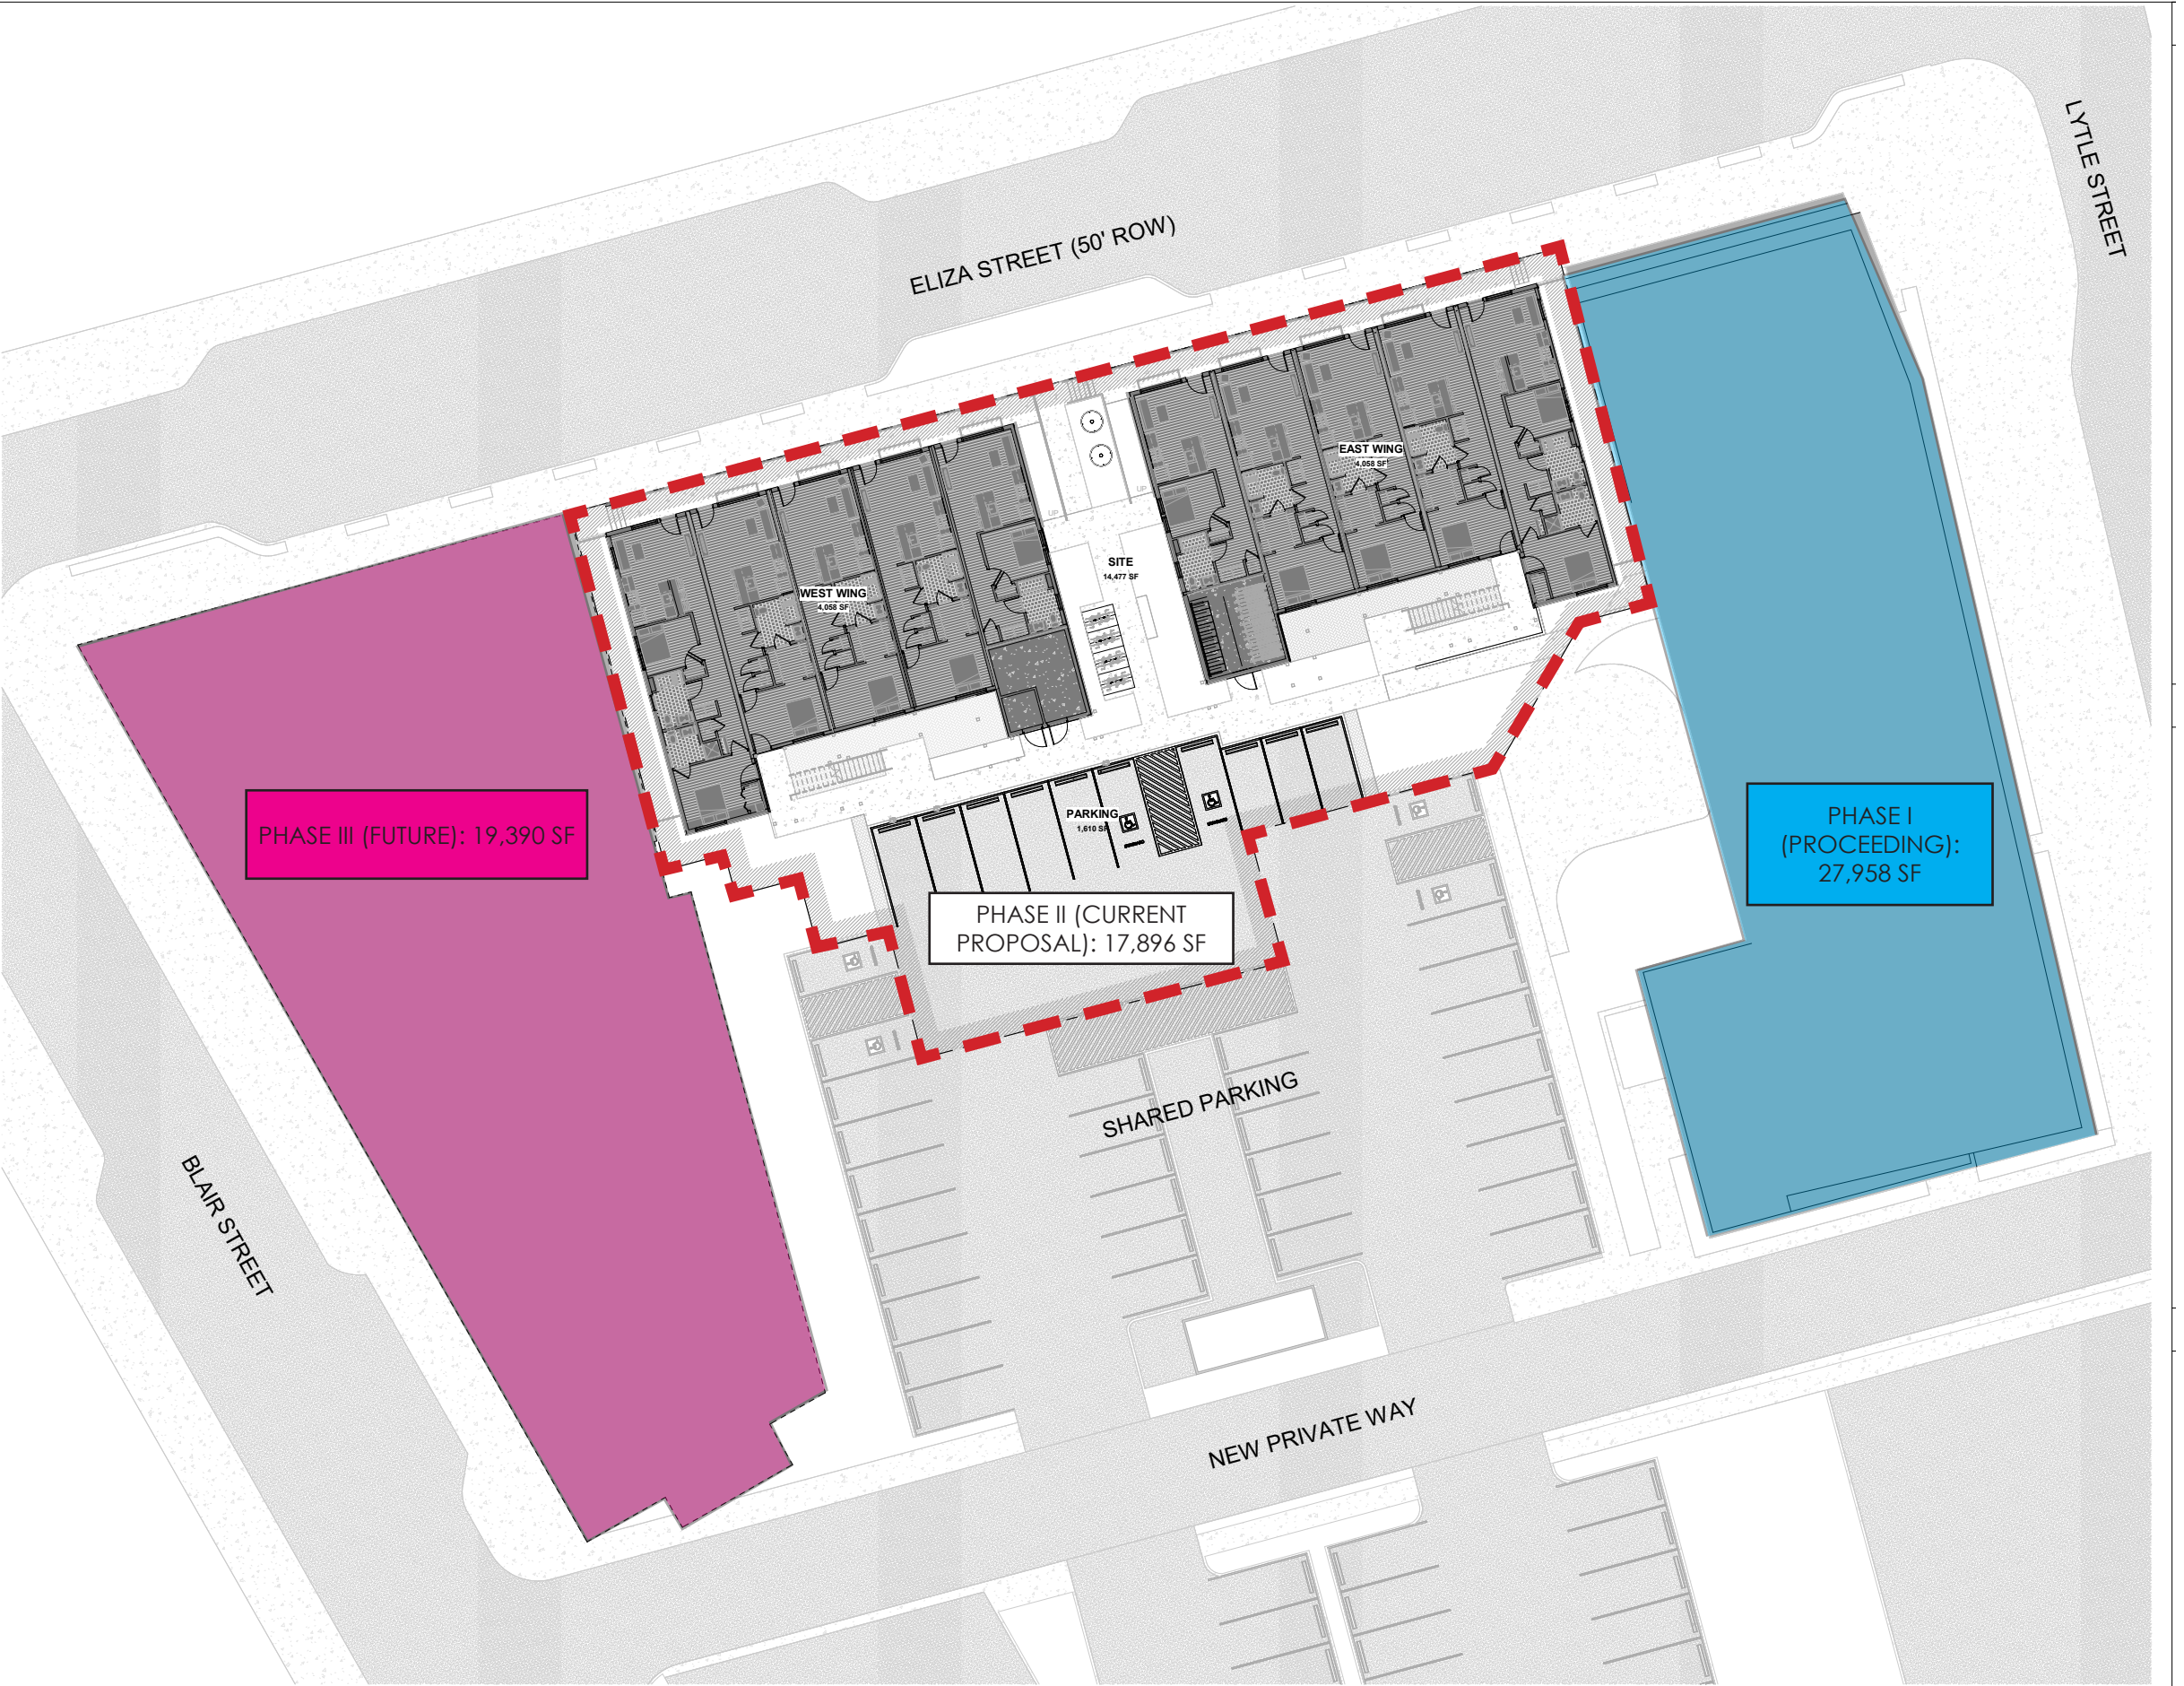 LYTLE STREET
ELIZA STREET (50' ROW)
EAST WING
4,058 SF
UP
UP
SITE
14,477 SF
WEST WING
4,058 SF
PARKING
1,610 SF
PHASE III (FUTURE): 19,390 SF
PHASE I
(PROCEEDING):
27,958 SF
PHASE II (CURRENT
PROPOSAL): 17,896 SF
SHARED PARKING
BLAIR STREET
NEW PRIVATE WAY